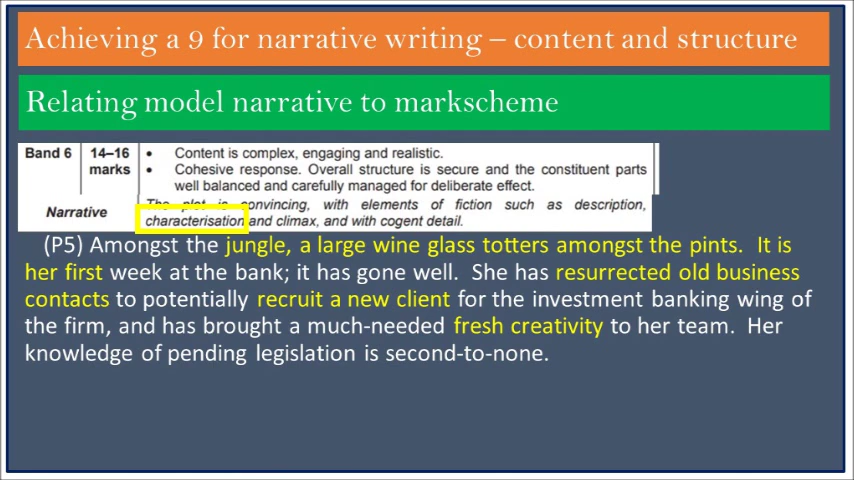 Achieving a 9 for narrative writing – content and structure
Relating model narrative to markscheme
Band 6 14–16 • Content is complex, engaging and realistic.
marks • Cohesive response. Overall structure is secure and the constituent parts
well balanced and carefully managed for deliberate effect.
The plot is convincing, with elements of fiction such as description,
Narrative characterisation and climax, and with cogent detail.
(P5) Amongst the jungle, a large wine glass totters amongst the pints. It is
her first week at the bank; it has gone well. She has resurrected old business
contacts to potentially recruit a new client for the investment banking wing of
the firm, and has brought a much-needed fresh creativity to her team. Her
knowledge of pending legislation is second-to-none.